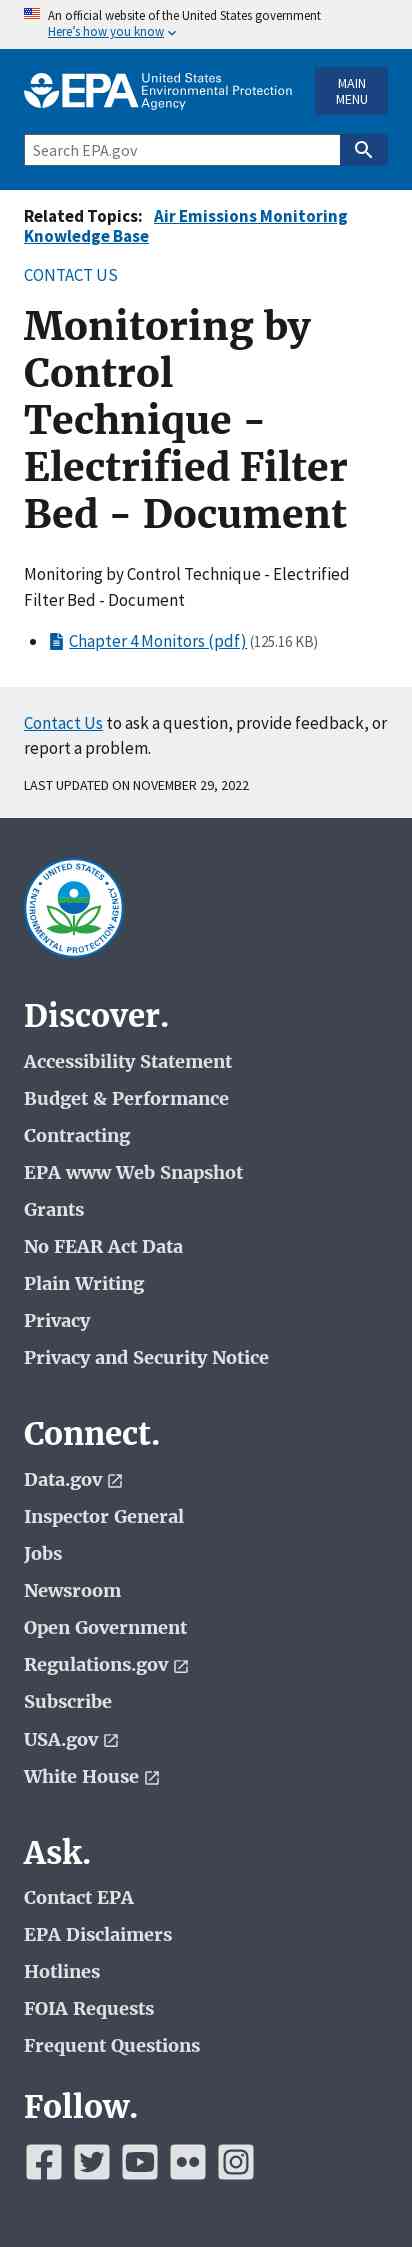 An official website of the United States government
Here's how you know
EPA United States
Environmental Protection
Agency
MAIN
MENU
Search EPA.gov
Related Topics: Air Emissions Monitoring
Knowledge Base
CONTACT US
Monitoring by
Control
Technique -
Electrified Filter
Bed - Document
Monitoring by Control Technique - Electrified
Filter Bed - Document
Chapter 4 Monitors (pdf) (125.16 KB)
Contact Us to ask a question, provide feedback, or
report a problem.
LAST UPDATED ON NOVEMBER 29, 2022
UNITED STATES
ENVIRONMENTAL PROTECTION AGENCY
Discover.
Accessibility Statement
Budget & Performance
Contracting
EPA www Web Snapshot
Grants
No FEAR Act Data
Plain Writing
Privacy
Privacy and Security Notice
Connect.
Data.gov
Inspector General
Jobs
Newsroom
Open Government
Regulations.gov
Subscribe
USA.gov
White House
Ask.
Contact EPA
EPA Disclaimers
Hotlines
FOIA Requests
Frequent Questions
Follow.